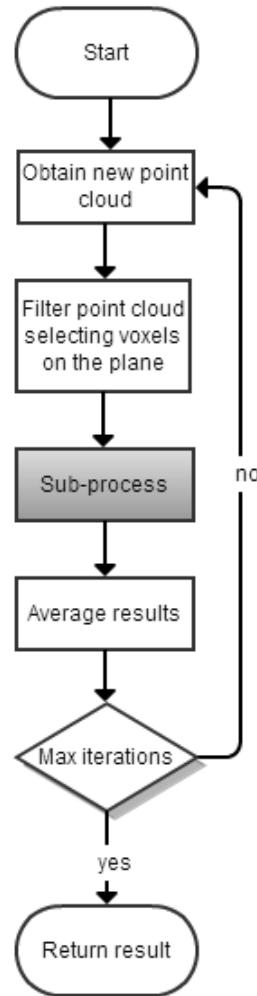 Start
Obtain new point
cloud
Filter point cloud
selecting voxels
on the plane
Sub-process
no
Average results
Max iterations
yes
Return result